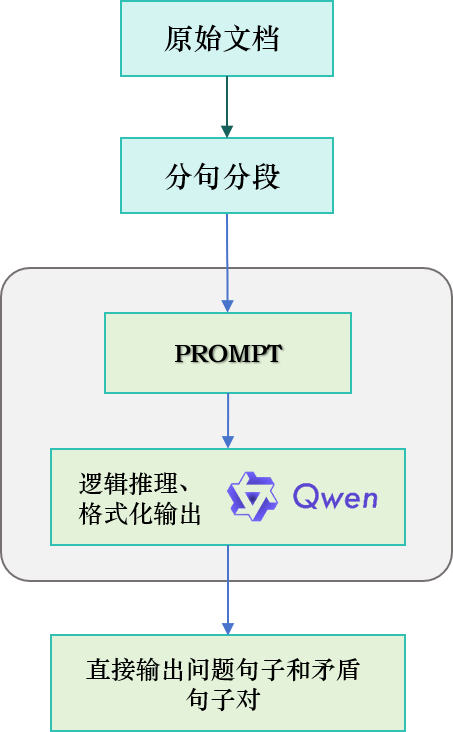 原始文档
分句分段
PROMPT
逻辑推理、
格式化输出
Qwen
直接输出问题句子和矛盾
句子对